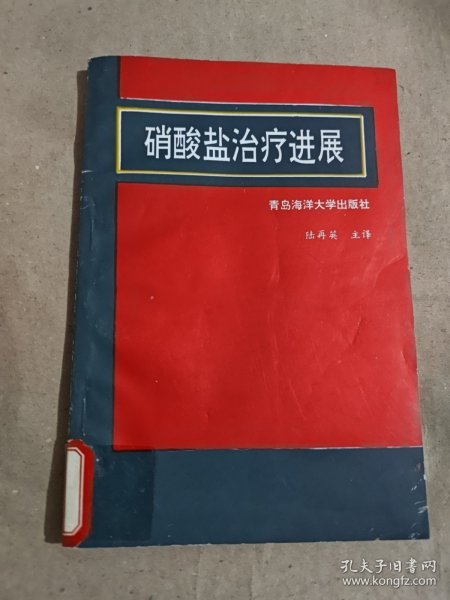 硝酸盐治疗进展
青岛海洋大学出版社
陆再英 主译
孔夫子旧书网
www.kongfz.com